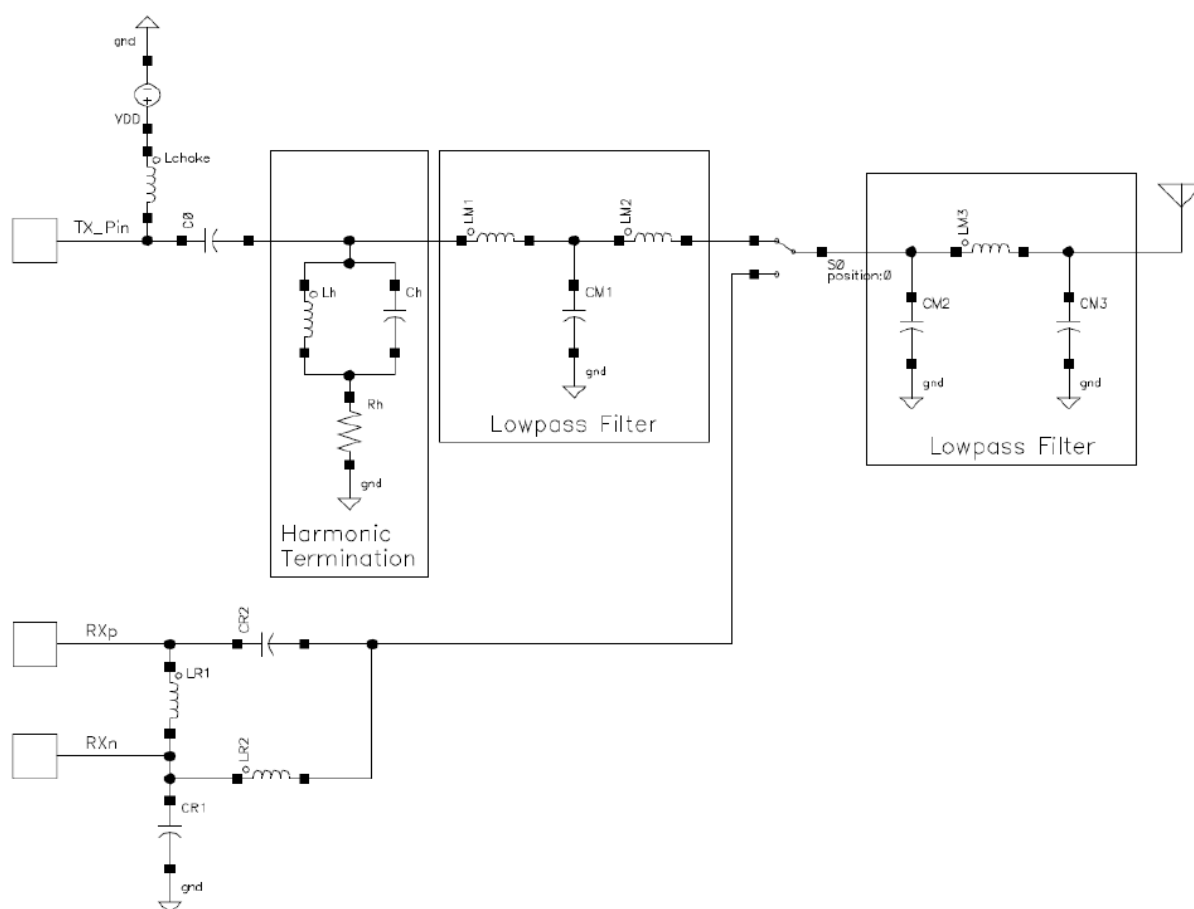 gnd
VDD
Lchoke
TX_Pin
C0
LM1
LM2
LM3
S0
position:0
Lh
Ch
CM1
CM2
CM3
gnd
gnd
gnd
Rh
Lowpass Filter
Lowpass Filter
gnd
Harmonic
Termination
CR2
RXp
LR1
RXn
LR2
CR1
gnd